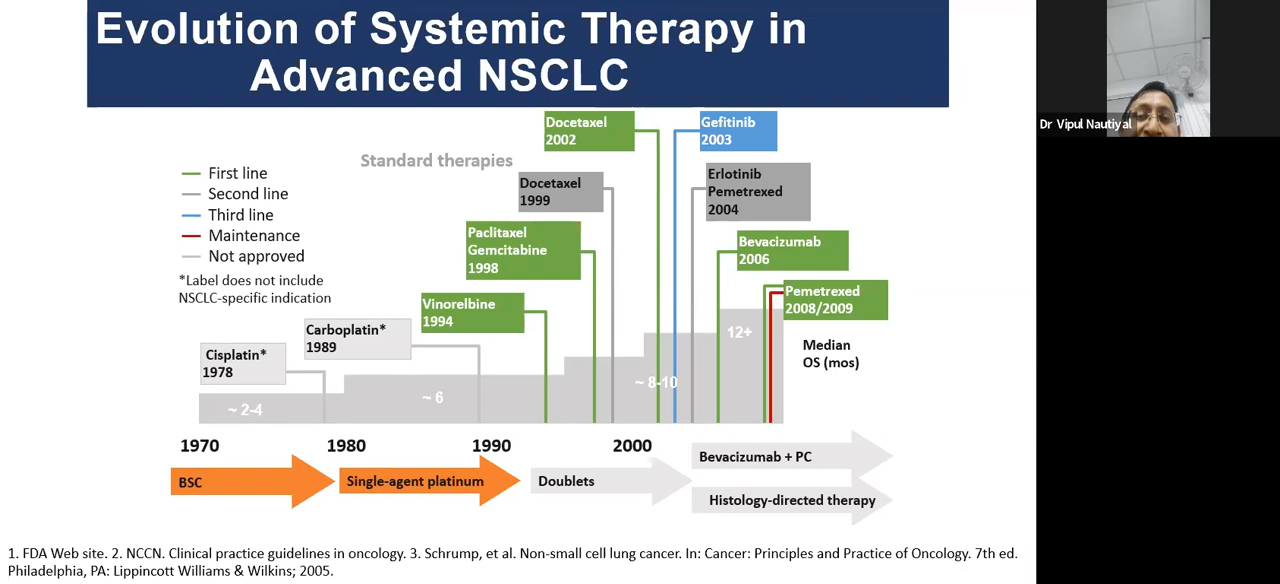 Evolution of Systemic Therapy in
Advanced NSCLC
Dr Vipul Nautiyal
Docetaxel
2002
Gefitinib
2003
Standard therapies
First line
Second line
Third line
Maintenance
Not approved
*Label does not include
NSCLC-specific indication
Docetaxel
1999
Erlotinib
Pemetrexed
2004
Paclitaxel
Gemcitabine
1998
Bevacizumab
2006
Vinorelbine
1994
Pemetrexed
2008/2009
Carboplatin*
1989
Cisplatin*
1978
12+
Median
OS (mos)
~ 8-10
~ 6
~ 2-4
1970
1980
1990
2000
BSC
Single-agent platinum
Doublets
Bevacizumab + PC
Histology-directed therapy
1. FDA Web site. 2. NCCN. Clinical practice guidelines in oncology. 3. Schrump, et al. Non-small cell lung cancer. In: Cancer: Principles and Practice of Oncology. 7th ed.
Philadelphia, PA: Lippincott Williams & Wilkins; 2005.